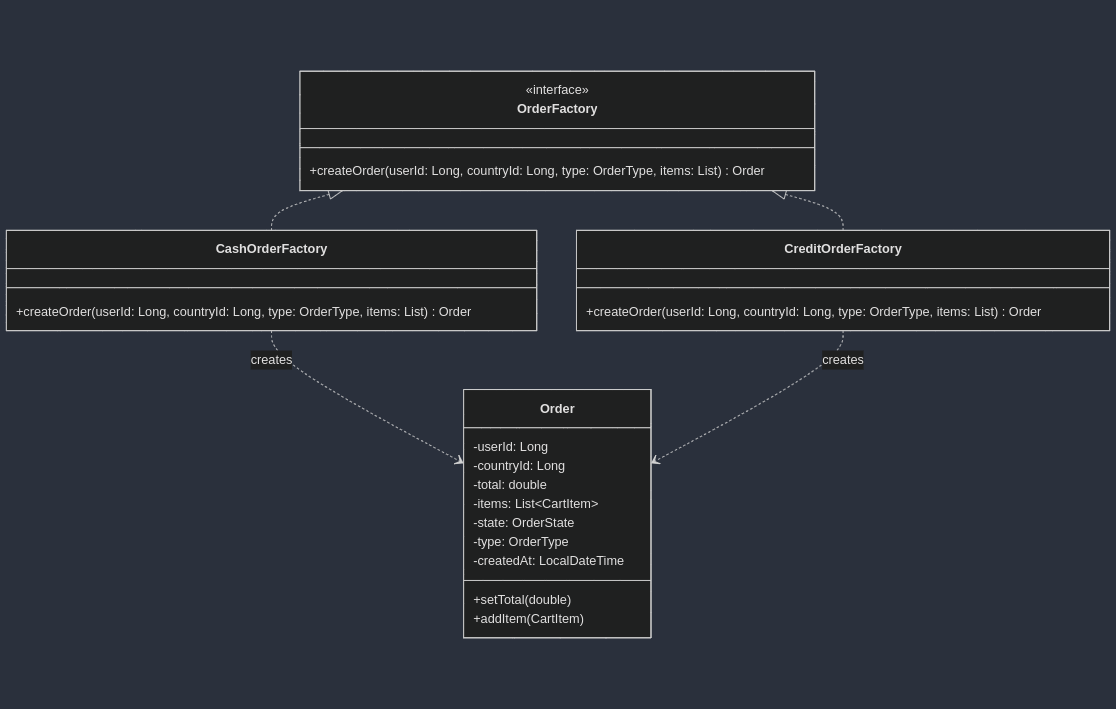 «interface»
OrderFactory
+createOrder(userId: Long, countryId: Long, type: OrderType, items: List) : Order
CashOrderFactory
+createOrder(userId: Long, countryId: Long, type: OrderType, items: List) : Order
CreditOrderFactory
+createOrder(userId: Long, countryId: Long, type: OrderType, items: List) : Order
creates
creates
Order
-userId: Long
-countryId: Long
-total: double
-items: List<CartItem>
-state: OrderState
-type: OrderType
-createdAt: LocalDateTime
+setTotal(double)
+addItem(CartItem)